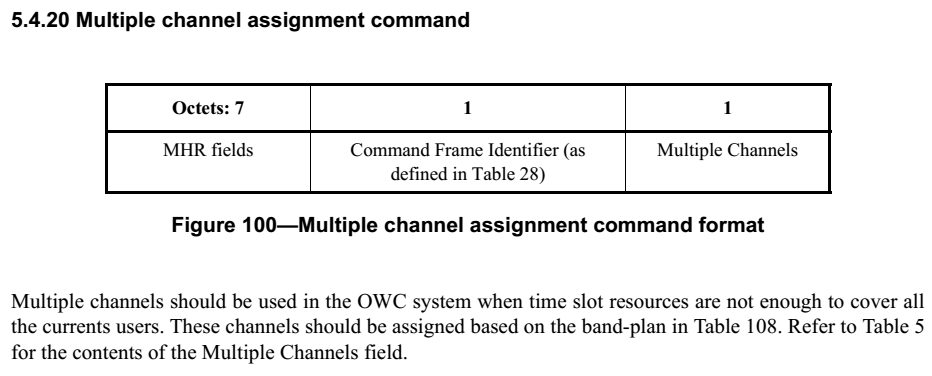 5.4.20 Multiple channel assignment command
Octets: 7 1 1
MHR fields Command Frame Identifier (as Multiple Channels
defined in Table 28)
Figure 100—Multiple channel assignment command format
Multiple channels should be used in the OWC system when time slot resources are not enough to cover all
the currents users. These channels should be assigned based on the band-plan in Table 108. Refer to Table 5
for the contents of the Multiple Channels field.